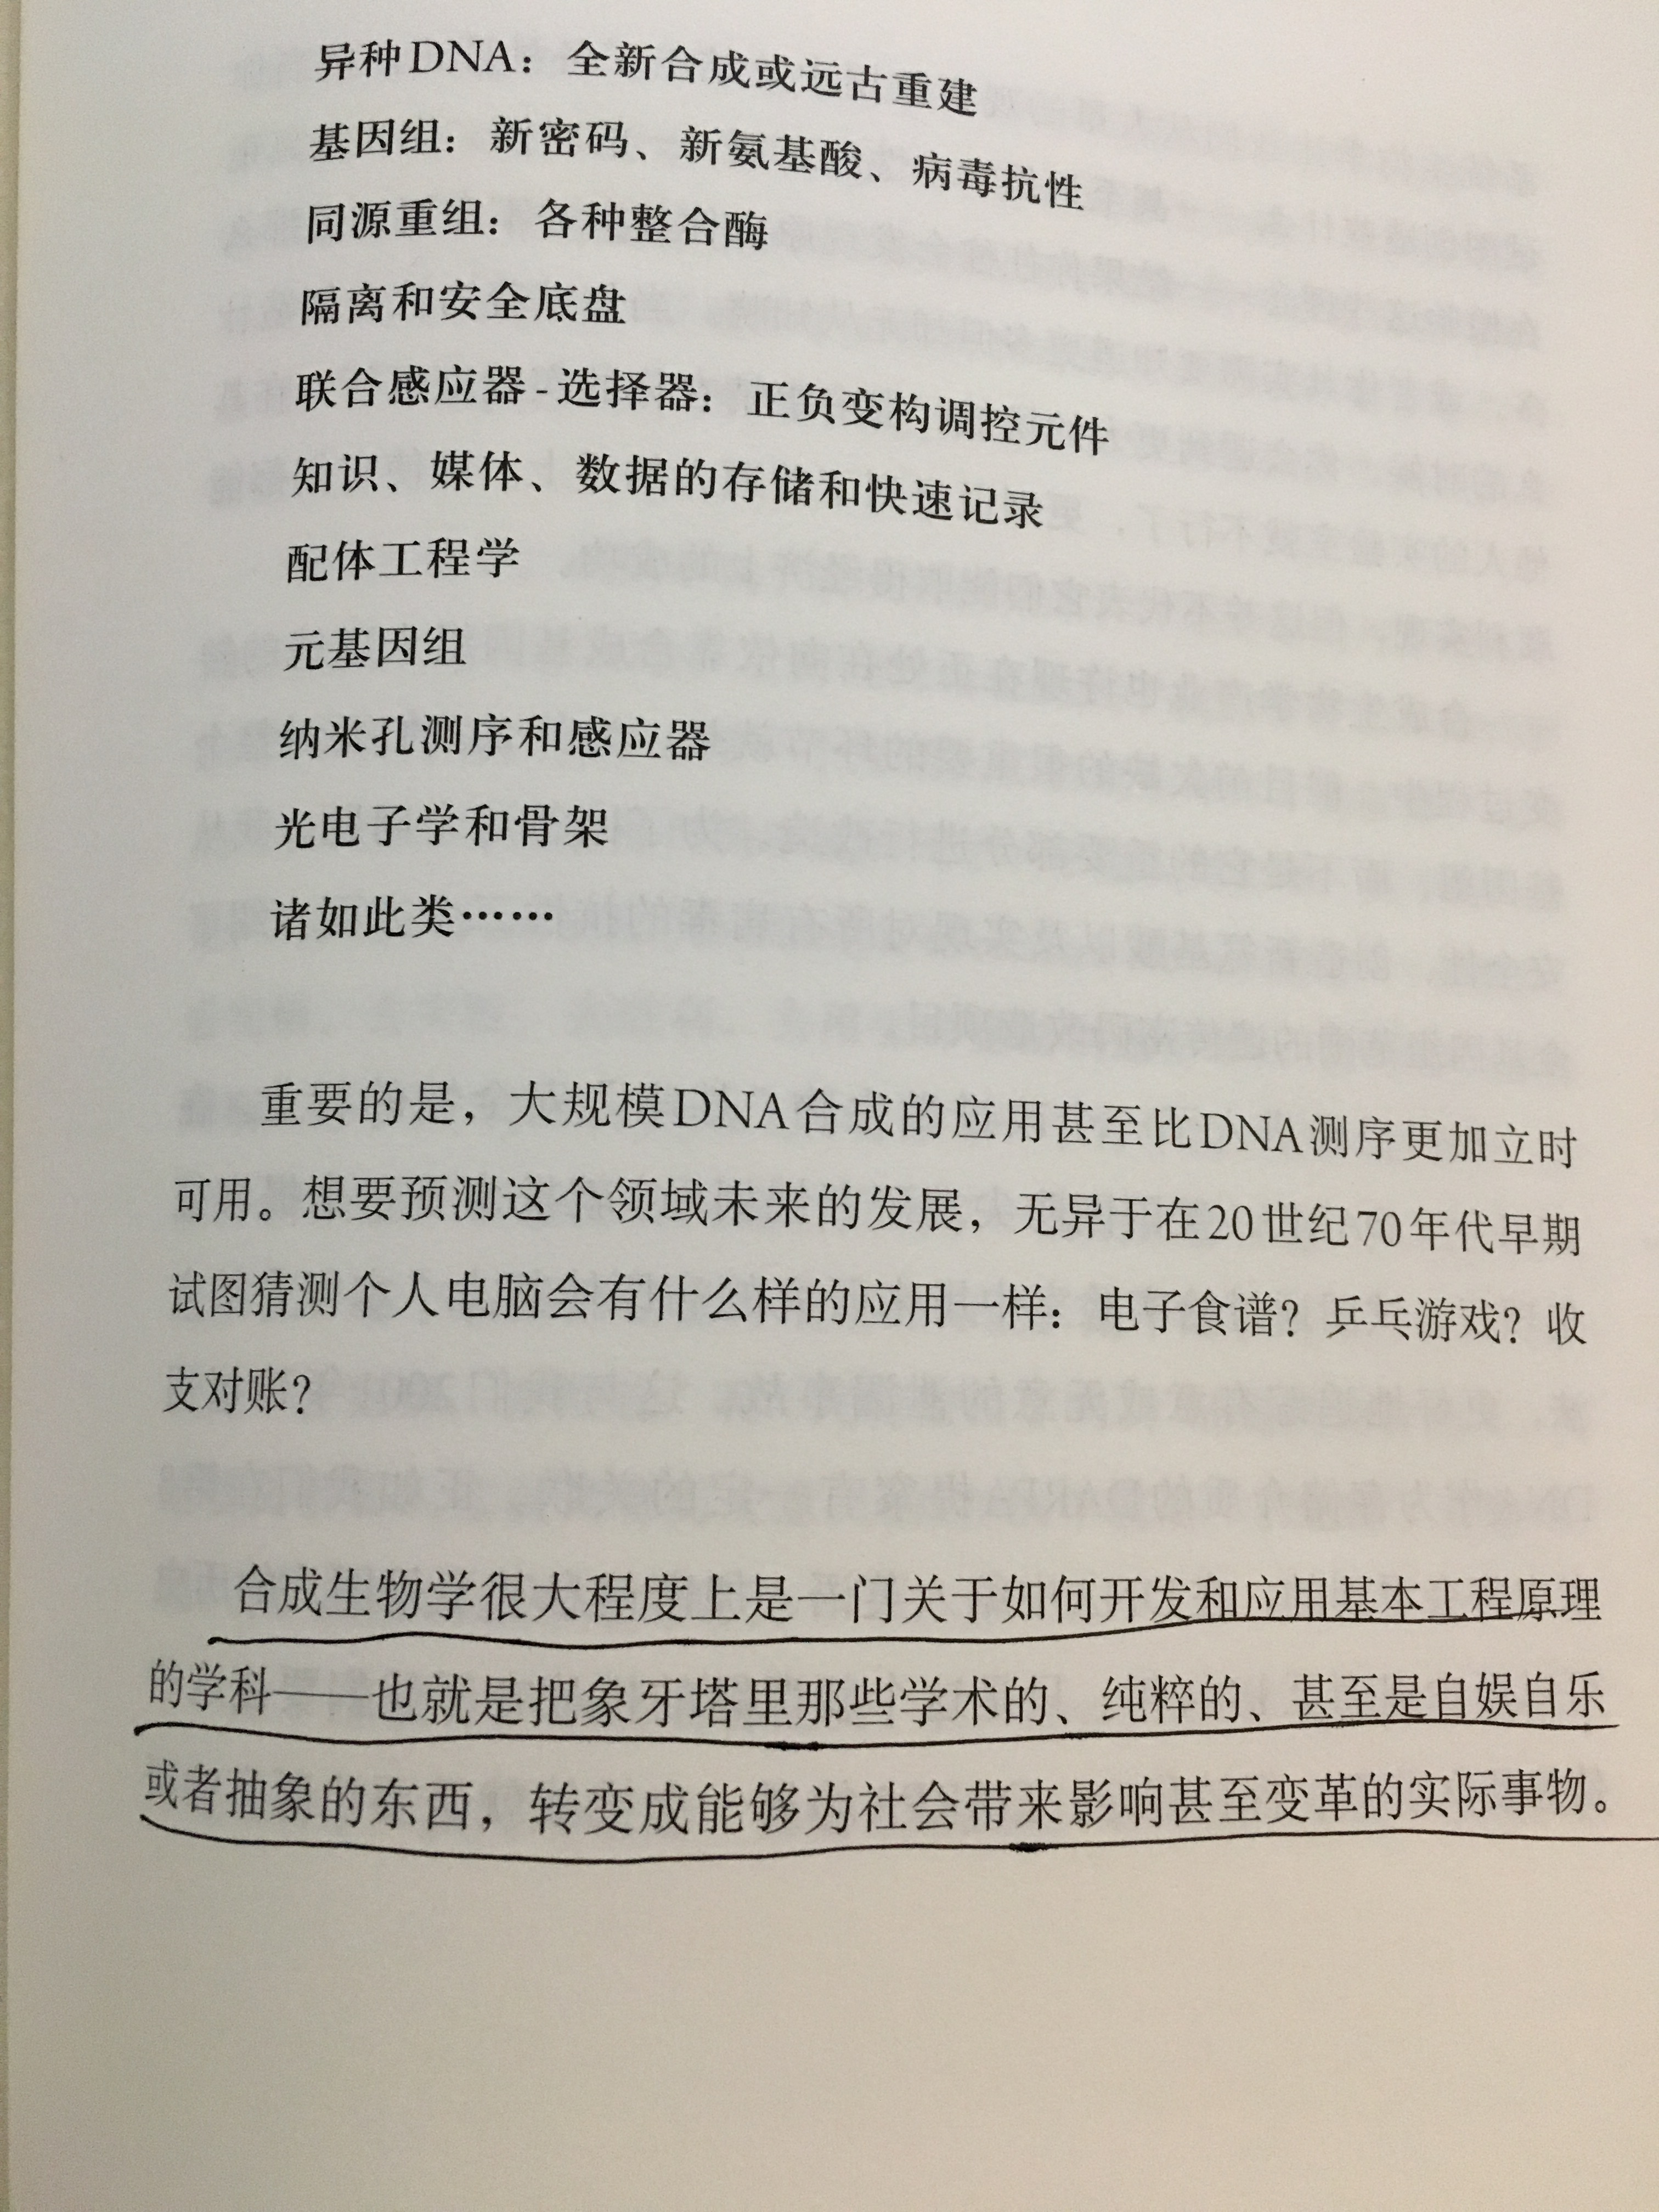 异种DNA：全新合成或远古重建
基因组：新密码、新氨基酸、病毒抗性
同源重组：各种整合酶
隔离和安全底盘
联合感应器-选择器：正负变构调控元件
知识、媒体、数据的存储和快速记录
配体工程学
元基因组
纳米孔测序和感应器
光电子学和骨架
诸如此类……
重要的是，大规模DNA合成的应用甚至比DNA测序更加立时
可用。想要预测这个领域未来的发展，无异于在20世纪70年代早期
试图猜测个人电脑会有什么样的应用一样：电子食谱？乒乓游戏？收
支对账？
合成生物学很大程度上是一门关于如何开发和应用基本工程原理
的学科——也就是把象牙塔里那些学术的、纯粹的、甚至是自娱自乐
或者抽象的东西，转变成能够为社会带来影响甚至变革的实际事物。